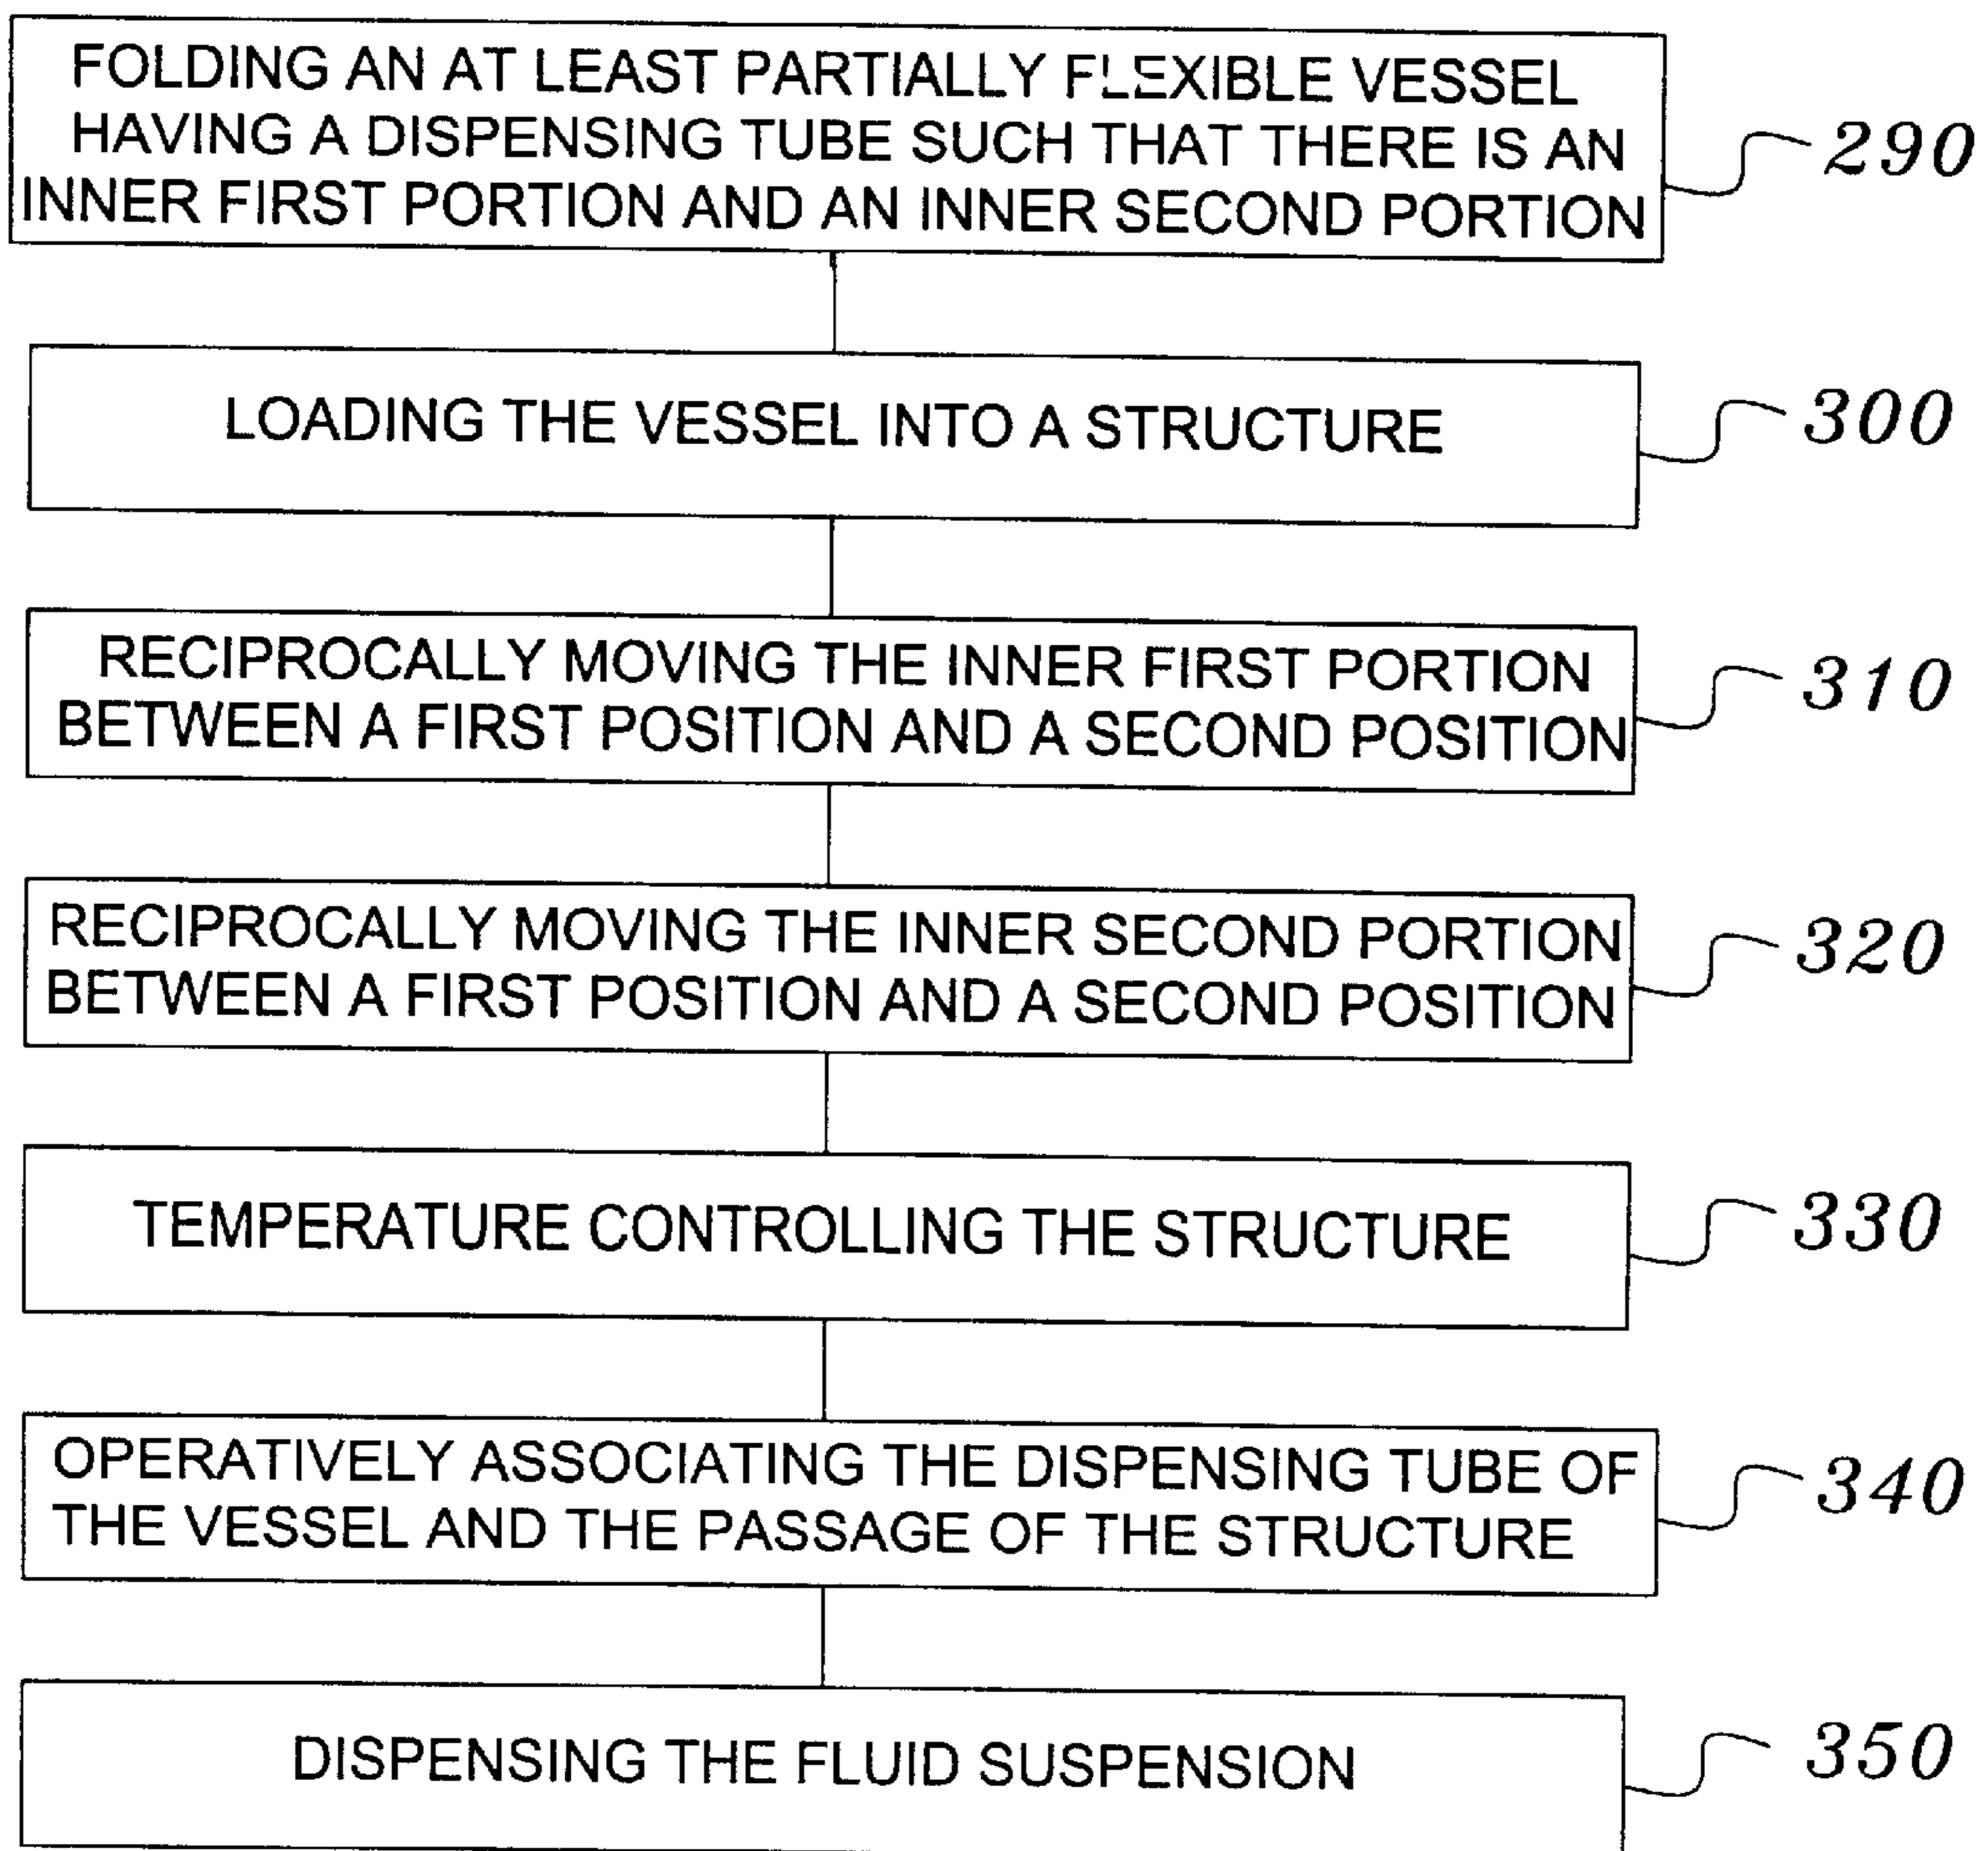 FOLDING AN AT LEAST PARTIALLY FLEXIBLE VESSEL
HAVING A DISPENSING TUBE SUCH THAT THERE IS AN
INNER FIRST PORTION AND AN INNER SECOND PORTION
290
LOADING THE VESSEL INTO A STRUCTURE
300
RECIPROCALLY MOVING THE INNER FIRST PORTION
BETWEEN A FIRST POSITION AND A SECOND POSITION
310
RECIPROCALLY MOVING THE INNER SECOND PORTION
BETWEEN A FIRST POSITION AND A SECOND POSITION
320
TEMPERATURE CONTROLLING THE STRUCTURE
330
OPERATIVELY ASSOCIATING THE DISPENSING TUBE OF
THE VESSEL AND THE PASSAGE OF THE STRUCTURE
340
DISPENSING THE FLUID SUSPENSION
350